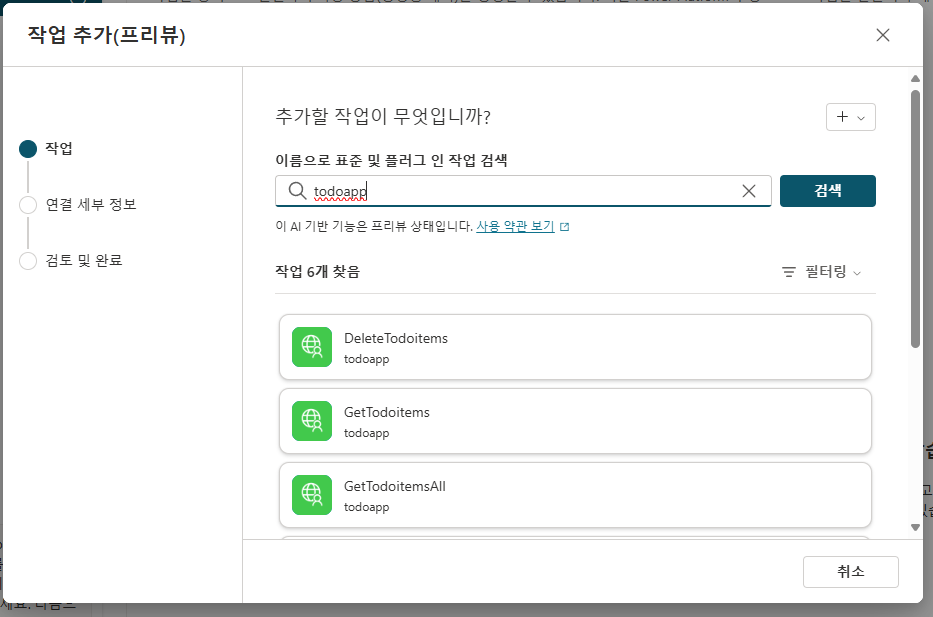 작업 추가(프리뷰)
작업
연결 세부 정보
검토 및 완료
추가할 작업이 무엇입니까?
이름으로 표준 및 플러그 인 작업 검색
todoapp
검색
이 AI 기반 기능은 프리뷰 상태입니다. 사용 약관 보기
작업 6개 찾음
필터링
DeleteTodoitems
todoapp
GetTodoitems
todoapp
GetTodoitemsAll
todoapp
취소